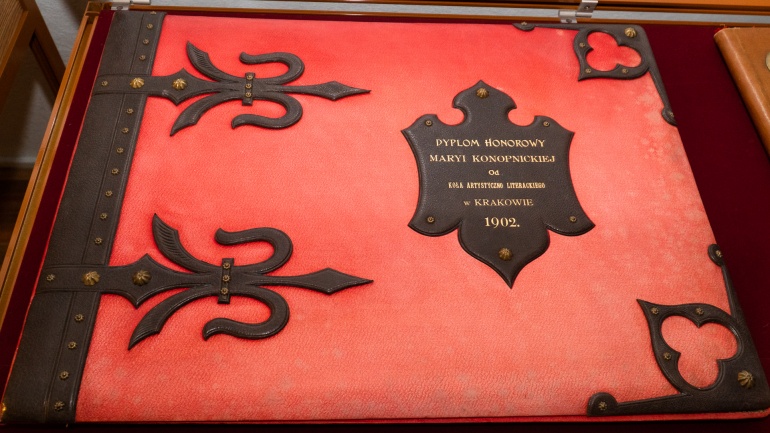 DYPLOM HONOROWY
MARYI KONOPNICKIEJ
Od
KOŁA ARTYSTYCZNO LITERACKIEGO
w KRAKOWIE
1902.